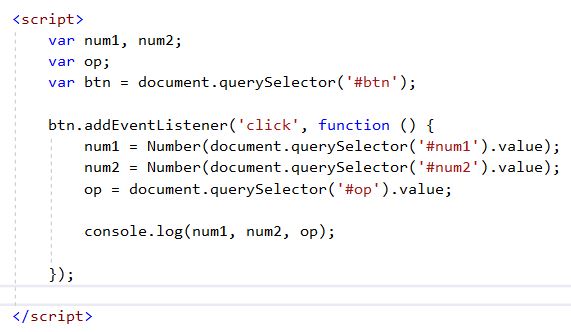 <script>
var num1, num2;
var op;
var btn = document.querySelector('#btn');
btn.addEventListener('click', function () {
num1 = Number(document.querySelector('#num1').value);
num2 = Number(document.querySelector('#num2').value);
op = document.querySelector('#op').value;
console.log(num1, num2, op);
});
</script>